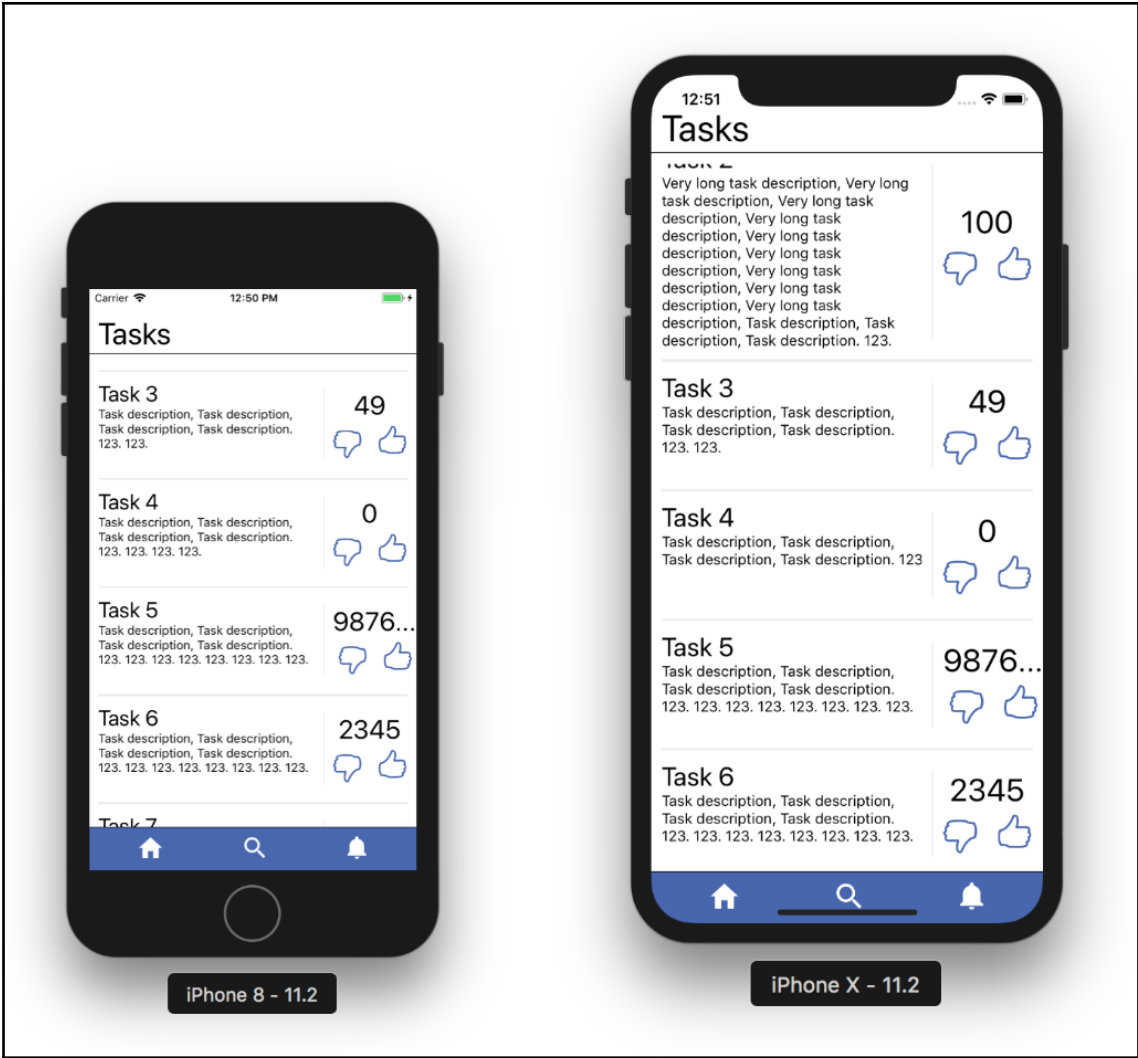 Carrier
12:50 PM
Tasks
Task 3
Task description, Task description,
Task description, Task description.
123. 123.
49
Task 4
Task description, Task description,
Task description, Task description.
123. 123. 123. 123.
0
Task 5
Task description, Task description,
Task description, Task description.
123. 123. 123. 123. 123. 123. 123.
9876...
Task 6
Task description, Task description,
Task description, Task description.
123. 123. 123. 123. 123. 123. 123.
2345
Task 7
iPhone 8 - 11.2
12:51
Tasks
Task 2
Very long task description, Very long
task description, Very long task
description, Very long task
description, Very long task
description, Very long task
description, Very long task
description, Very long task
description, Very long task
description, Task description, Task
description, Task description. 123.
100
Task 3
Task description, Task description,
Task description, Task description.
123. 123.
49
Task 4
Task description, Task description,
Task description, Task description. 123
0
Task 5
Task description, Task description,
Task description, Task description.
123. 123. 123. 123. 123. 123. 123.
9876...
Task 6
Task description, Task description,
Task description, Task description.
123. 123. 123. 123. 123. 123. 123.
2345
iPhone X - 11.2